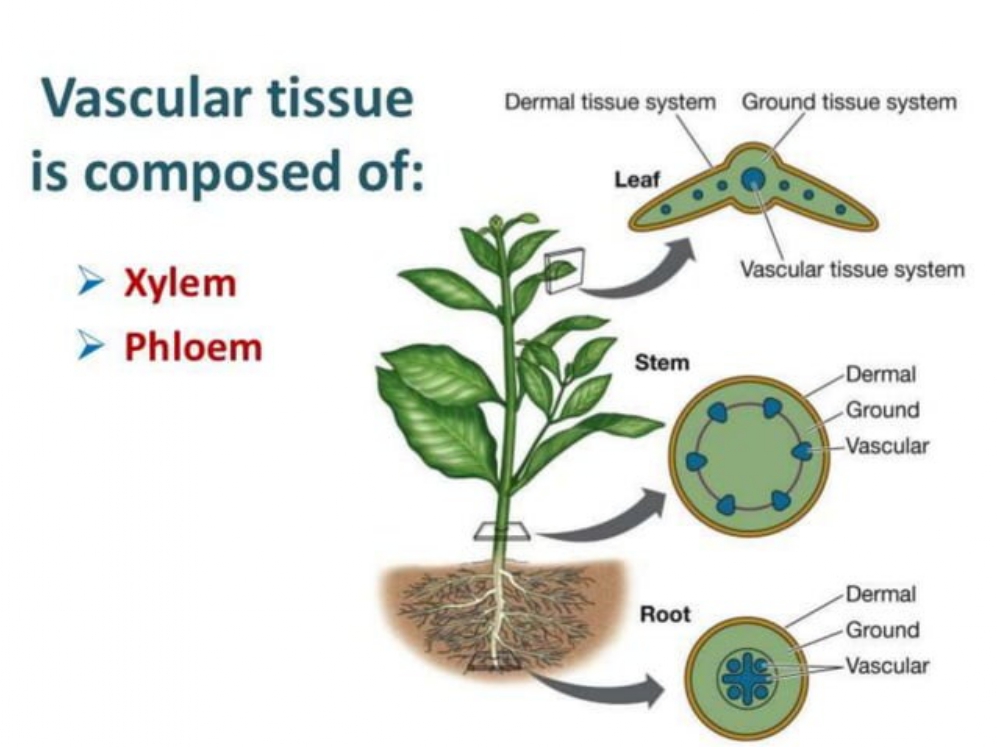 Vascular tissue
is composed of:
Xylem
Phloem
Dermal tissue system
Ground tissue system
Leaf
Vascular tissue system
Stem
Dermal
Ground
Vascular
Root
Dermal
Ground
Vascular